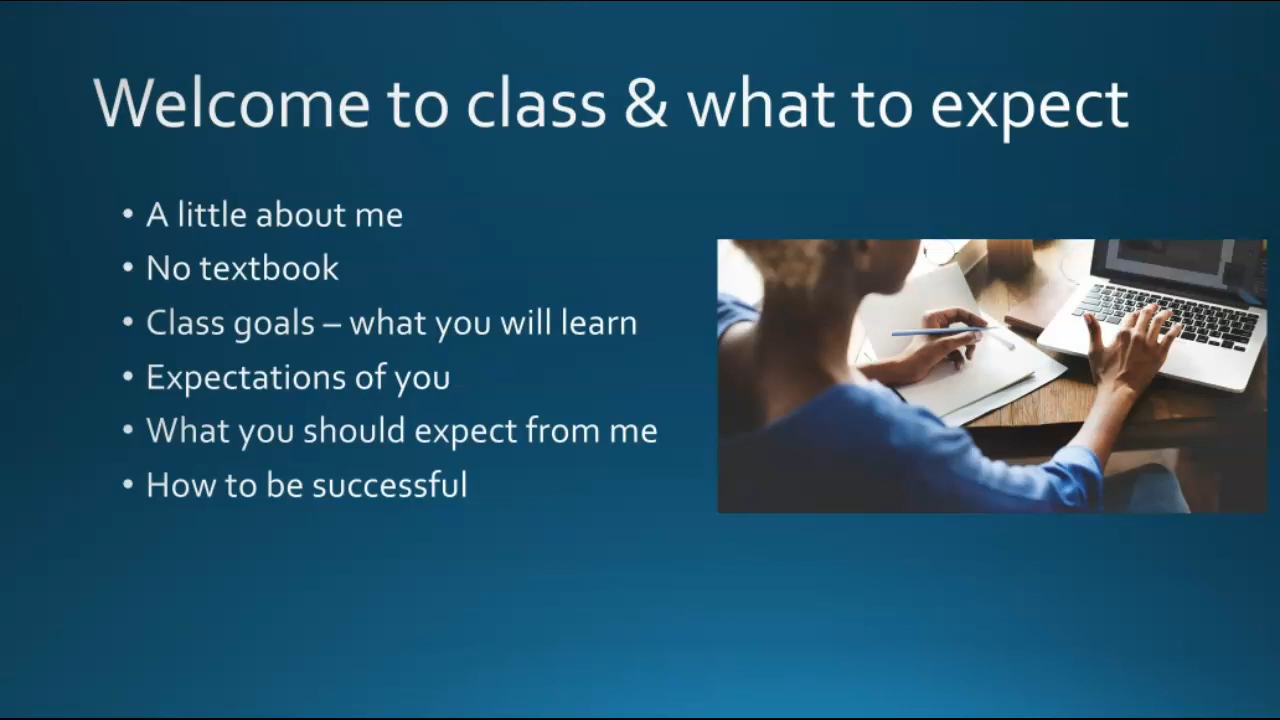 Welcome to class & what to expect
• A little about me
• No textbook
• Class goals – what you will learn
• Expectations of you
• What you should expect from me
• How to be successful